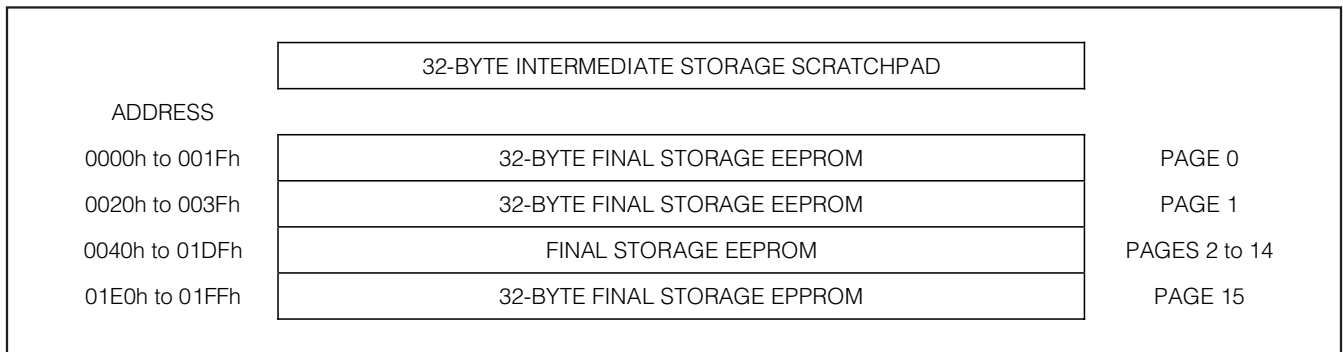 32-BYTE INTERMEDIATE STORAGE SCRATCHPAD
ADDRESS
0000h to 001Fh 32-BYTE FINAL STORAGE EEPROM PAGE 0
0020h to 003Fh 32-BYTE FINAL STORAGE EEPROM PAGE 1
0040h to 01DFh FINAL STORAGE EEPROM PAGES 2 to 14
01E0h to 01FFh 32-BYTE FINAL STORAGE EPPROM PAGE 15